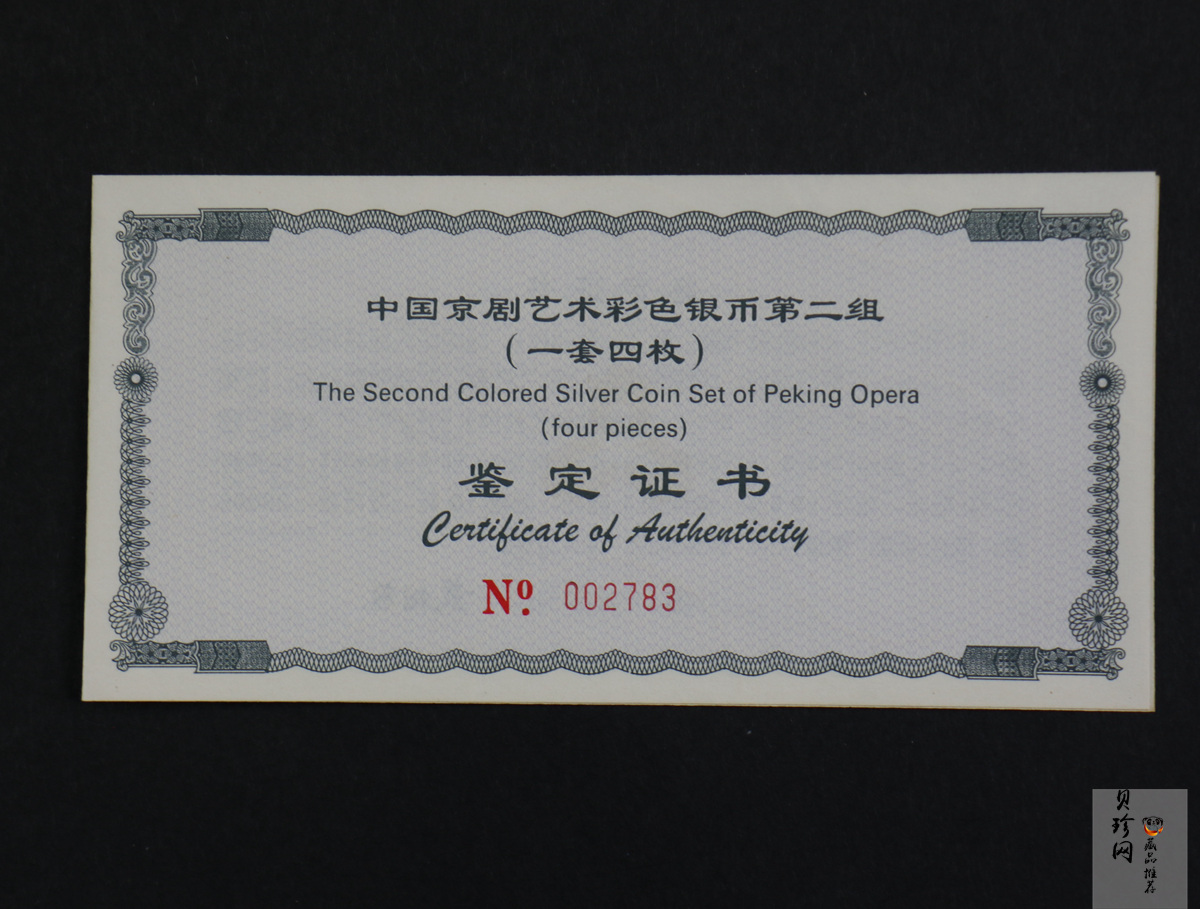 中国京剧艺术彩色银币第二组
（一套四枚）
The Second Colored Silver Coin Set of Peking Opera
(four pieces)
鉴定证书
Certificate of Authenticity
Nº. 002783
贝珍网
藏品推荐